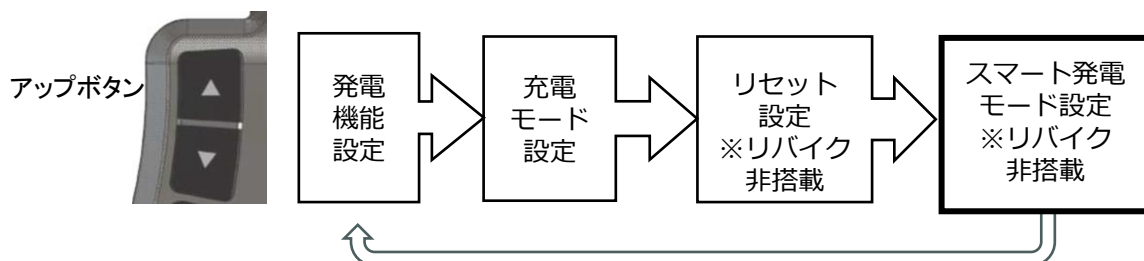 アップボタン
発電
機能
設定
充電
モード
設定
リセット
設定
※リバイク
非搭載
スマート発電
モード設定
※リバイク
非搭載